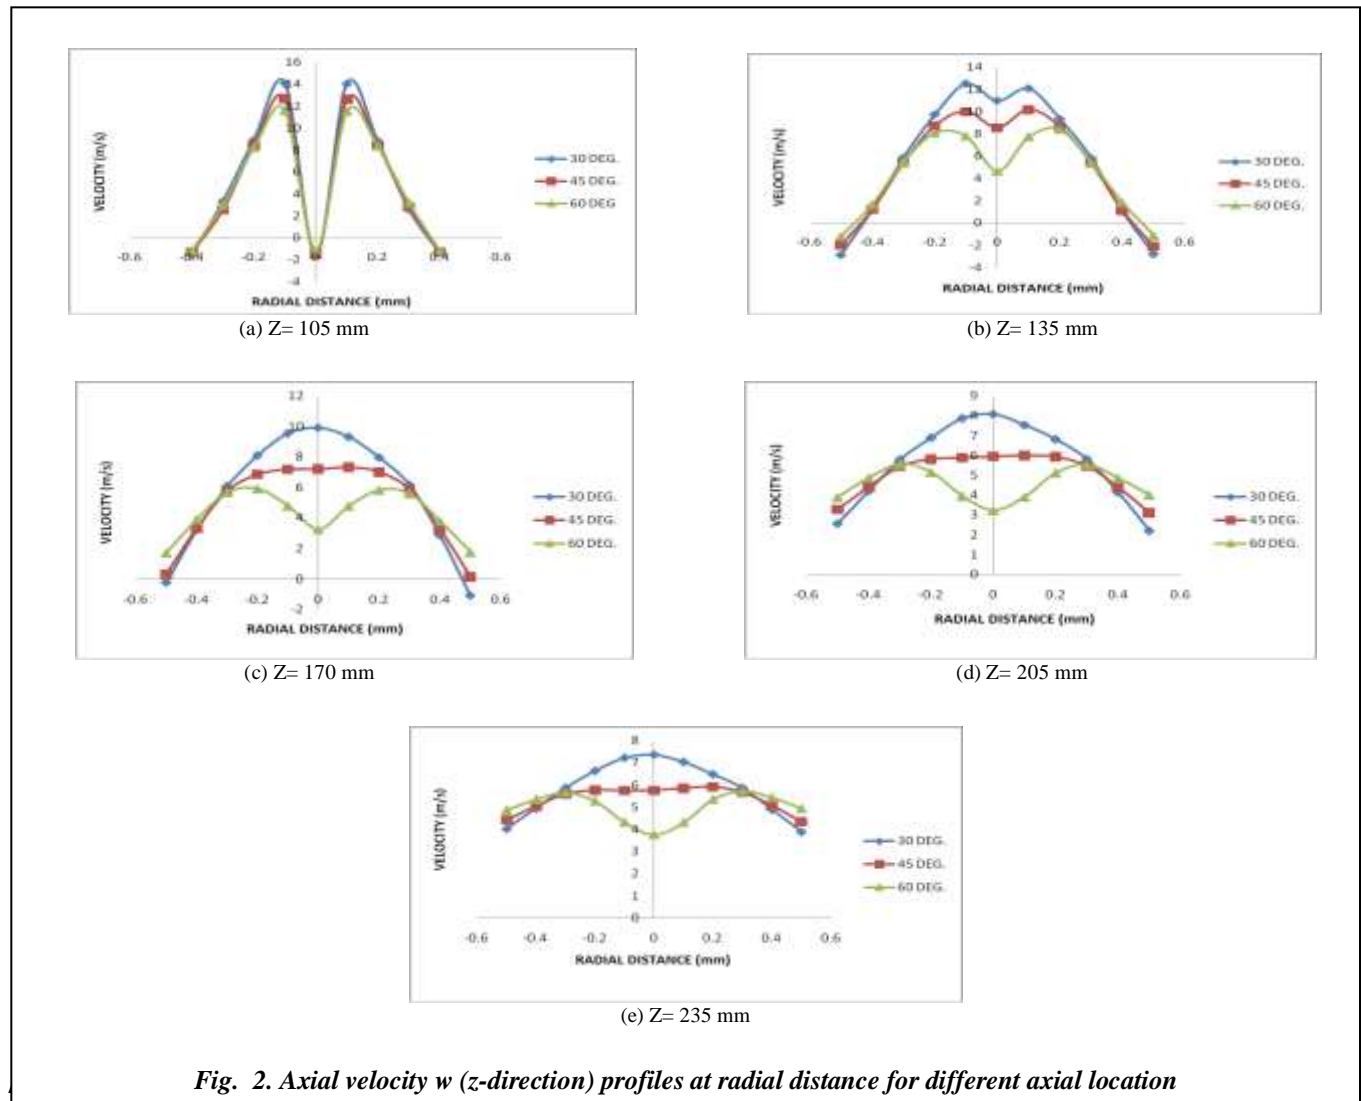 16
14
12
10
8
6
4
2
0
-2
-4
-0.6 -0.4 -0.2 0 0.2 0.4 0.6
VELOCITY (m/s)
RADIAL DISTANCE (mm)
30 DEG.
45 DEG.
60 DEG
(a) Z= 105 mm
14
12
10
8
6
4
2
0
-2
-4
-0.6 -0.4 -0.2 0 0.2 0.4 0.6
VELOCITY (m/s)
RADIAL DISTANCE (mm)
30 DEG.
45 DEG.
60 DEG.
(b) Z= 135 mm
12
10
8
6
4
2
0
-2
-0.6 -0.4 -0.2 0 0.2 0.4 0.6
VELOCITY (m/s)
RADIAL DISTANCE (mm)
30 DEG.
45 DEG.
60 DEG.
(c) Z= 170 mm
9
8
7
6
5
4
3
2
1
0
-0.6 -0.4 -0.2 0 0.2 0.4 0.6
VELOCITY (m/s)
RADIAL DISTANCE (mm)
30 DEG.
45 DEG.
60 DEG.
(d) Z= 205 mm
8
7
6
5
4
3
2
1
0
-0.6 -0.4 -0.2 0 0.2 0.4 0.6
VELOCITY (m/s)
RADIAL DISTANCE (mm)
30 DEG.
45 DEG.
60 DEG.
(e) Z= 235 mm
Fig. 2. Axial velocity w (z-direction) profiles at radial distance for different axial location